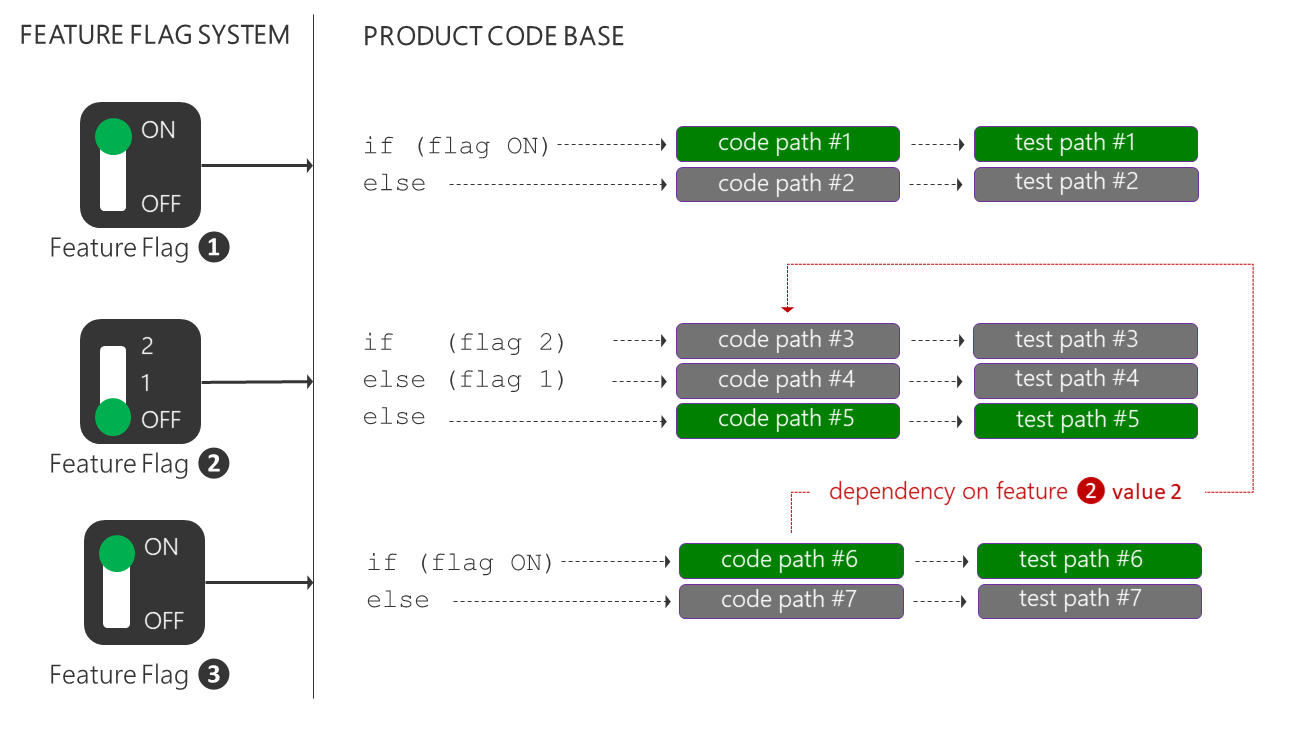 FEATURE FLAG SYSTEM
PRODUCT CODE BASE
ON
OFF
Feature Flag 1
if (flag ON)
code path #1
test path #1
else
code path #2
test path #2
2
1
OFF
Feature Flag 2
if (flag 2)
code path #3
test path #3
else (flag 1)
code path #4
test path #4
else
code path #5
test path #5
dependency on feature 2 value 2
ON
OFF
Feature Flag 3
if (flag ON)
code path #6
test path #6
else
code path #7
test path #7